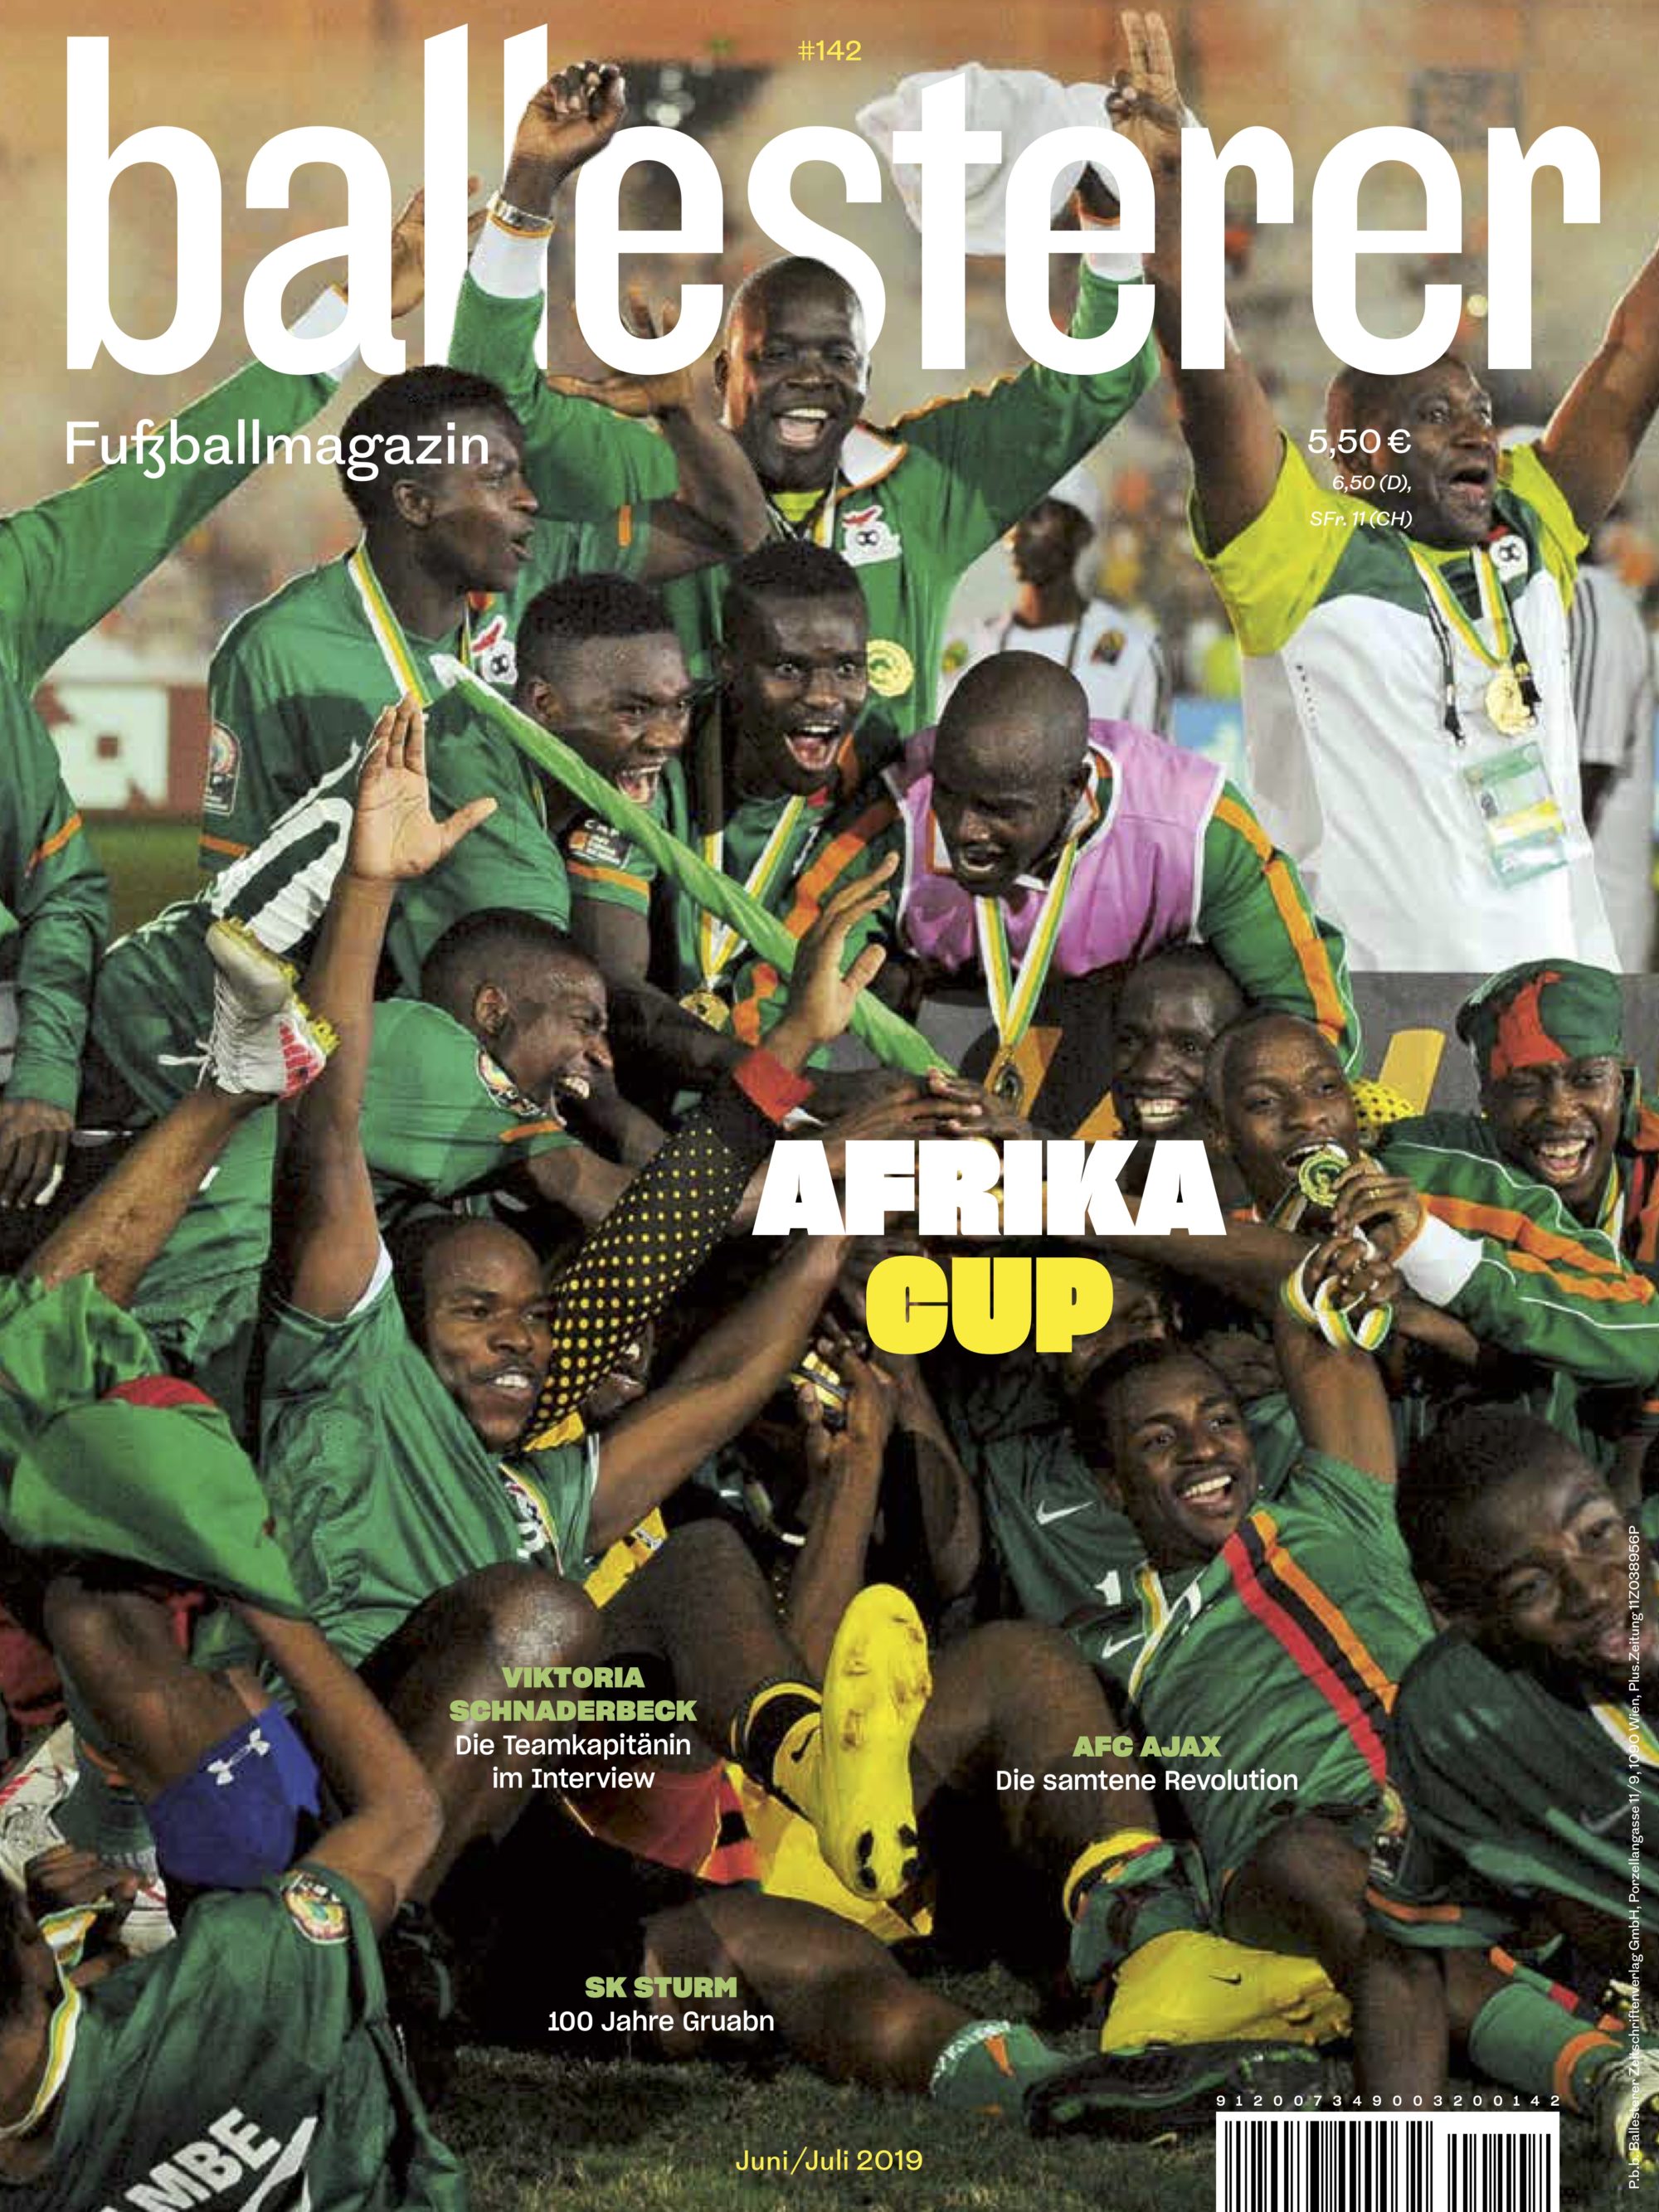 #142
ballesterer
Fußballmagazin
5,50 €
6,50 (D),
SFr. 11 (CH)
AFRIKA
CUP
VIKTORIA
SCHNADERBECK
Die Teamkapitänin
im Interview
AFC AJAX
Die samtene Revolution
SK STURM
100 Jahre Gruabn
Juni/Juli 2019
9 1 2 0 0 7 3 4 9 0 0 3 2 0 0 1 4 2
P.b.b. Ballesterer Zeitschriftenverlag GmbH, Porzellangasse 11/9, 1090 Wien, Plus.Zeitung 11Z038956P